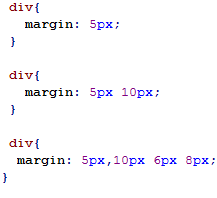 div{
margin: 5px;
}
div{
margin: 5px 10px;
}
div{
margin: 5px,10px 6px 8px;
}